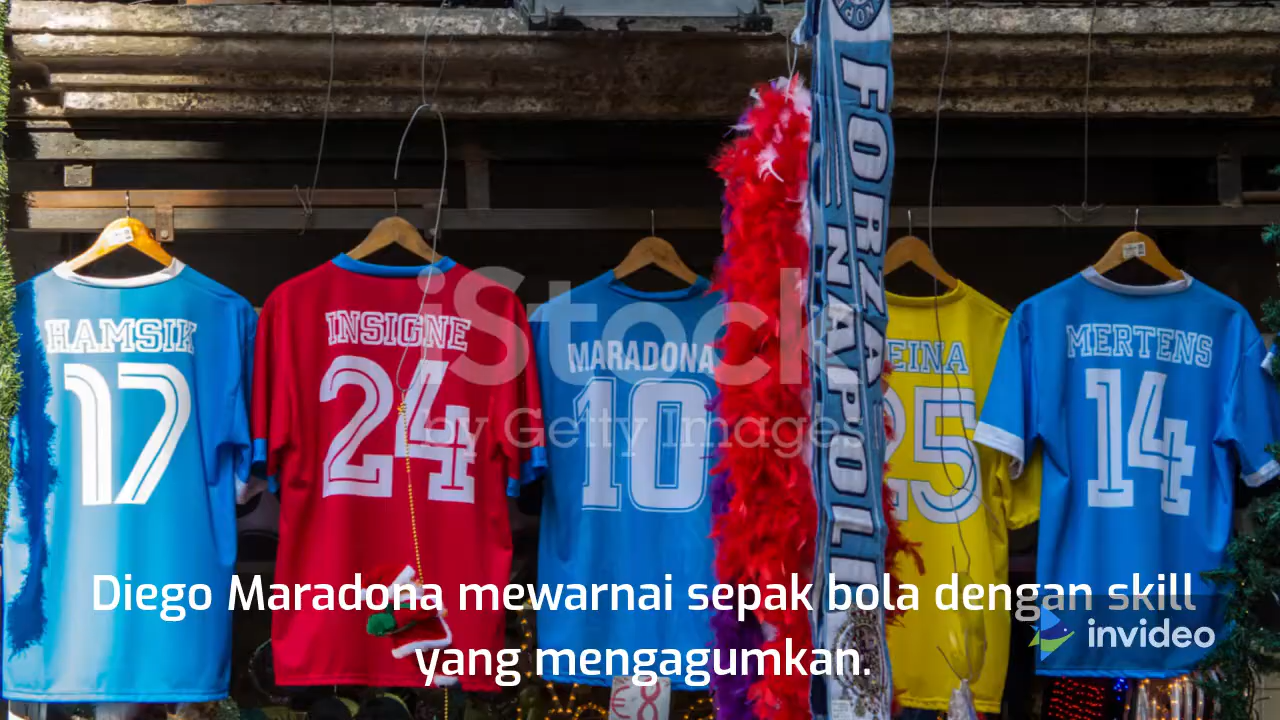 FORZA NAPOLI
HAMSIK
17
INSIGNE
24
MARADONA
10
EINA
25
MERTENS
14
iStock
by Getty Images
Diego Maradona mewarnai sepak bola dengan skill
yang mengagumkan.
invideo